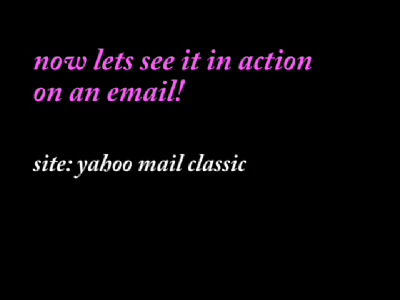 now lets see it in action
on an email!
site: yahoo mail classic